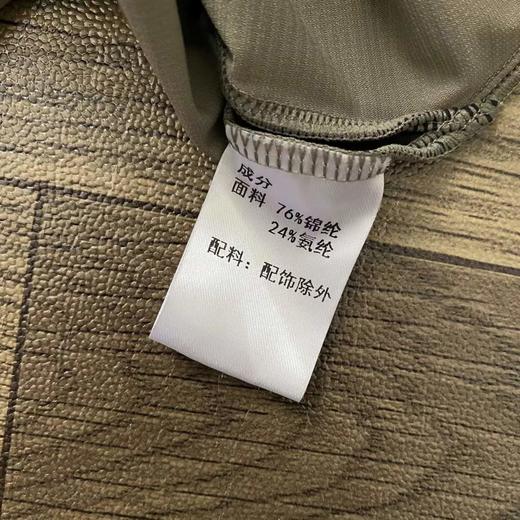 成分
面料 76%锦纶
24%氨纶
配料：配饰除外